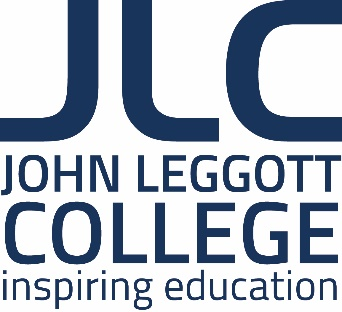 JLC
JOHN LEGGOTT
COLLEGE
inspiring education